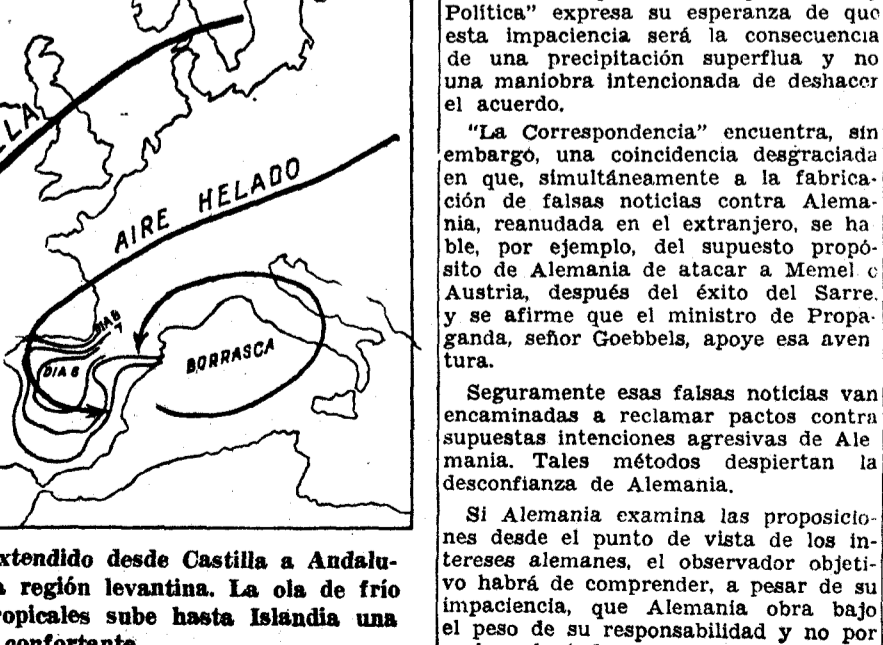 LLA
AIRE HELADO
DIA 8
7
DIA 6
BORRASCA
extendido desde Castilla a Andalu-
región levantina. La ola de frío
tropicales sube hasta Islandia una
confortante
Política" expresa su esperanza de que
esta impaciencia será la consecuencia
de una precipitación superflua y no
una maniobra intencionada de deshacer
el acuerdo.
"La Correspondencia" encuentra, sin
embargo, una coincidencia desgraciada
en que, simultáneamente a la fabrica-
ción de falsas noticias contra Alema-
nia, reanudada en el extranjero, se ha
ble, por ejemplo, del supuesto propó-
sito de Alemania de atacar a Memel o
Austria, después del éxito del Sarre,
y se afirme que el ministro de Propa-
ganda, señor Goebbels, apoye esa aven
tura.
Seguramente esas falsas noticias van
encaminadas a reclamar pactos contra
supuestas intenciones agresivas de Ale
mania. Tales métodos despiertan la
desconfianza de Alemania.
Si Alemania examina las proposicio-
nes desde el punto de vista de los in-
tereses alemanes, el observador objeti-
vo habrá de comprender, a pesar de su
impaciencia, que Alemania obra bajo
el peso de su responsabilidad y no por